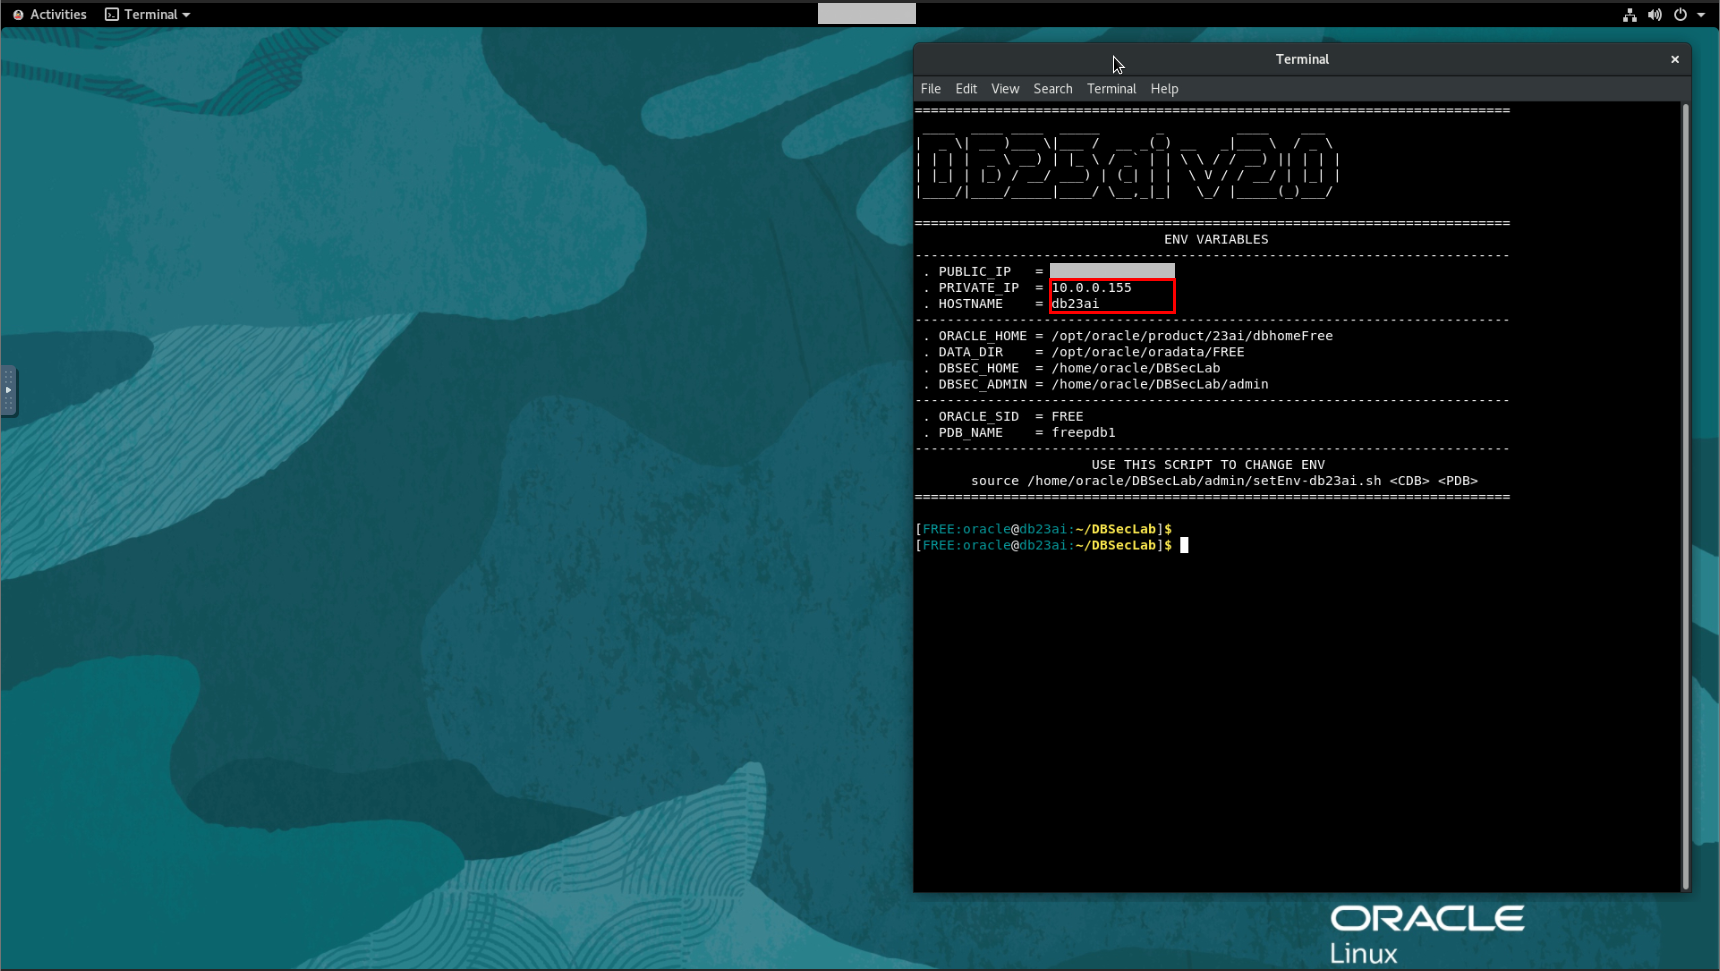 Activities Terminal
Terminal
File Edit View Search Terminal Help
===========================================================================
DB23ai v2.0
===========================================================================
ENV VARIABLES
---------------------------------------------------------------------------
. PUBLIC_IP =
. PRIVATE_IP = 10.0.0.155
. HOSTNAME = db23ai
---------------------------------------------------------------------------
. ORACLE_HOME = /opt/oracle/product/23ai/dbhomeFree
. DATA_DIR = /opt/oracle/oradata/FREE
. DBSEC_HOME = /home/oracle/DBSecLab
. DBSEC_ADMIN = /home/oracle/DBSecLab/admin
---------------------------------------------------------------------------
. ORACLE_SID = FREE
. PDB_NAME = freepdb1
---------------------------------------------------------------------------
USE THIS SCRIPT TO CHANGE ENV
source /home/oracle/DBSecLab/admin/setEnv-db23ai.sh <CDB> <PDB>
===========================================================================
[FREE:oracle@db23ai:~/DBSecLab]$
[FREE:oracle@db23ai:~/DBSecLab]$
ORACLE
Linux